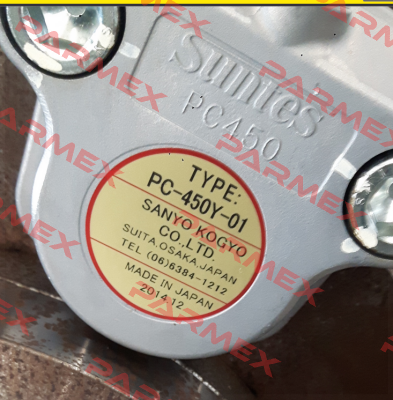 Suntes
PC450
TYPE:
PC-450Y-01
SANYO KOGYO
CO.,LTD.
SUITA,OSAKA,JAPAN
TEL (06)6384-1212
MADE IN JAPAN
2014.12
PARMEX
PARMEX
PARMEX
PARMEX
PARMEX